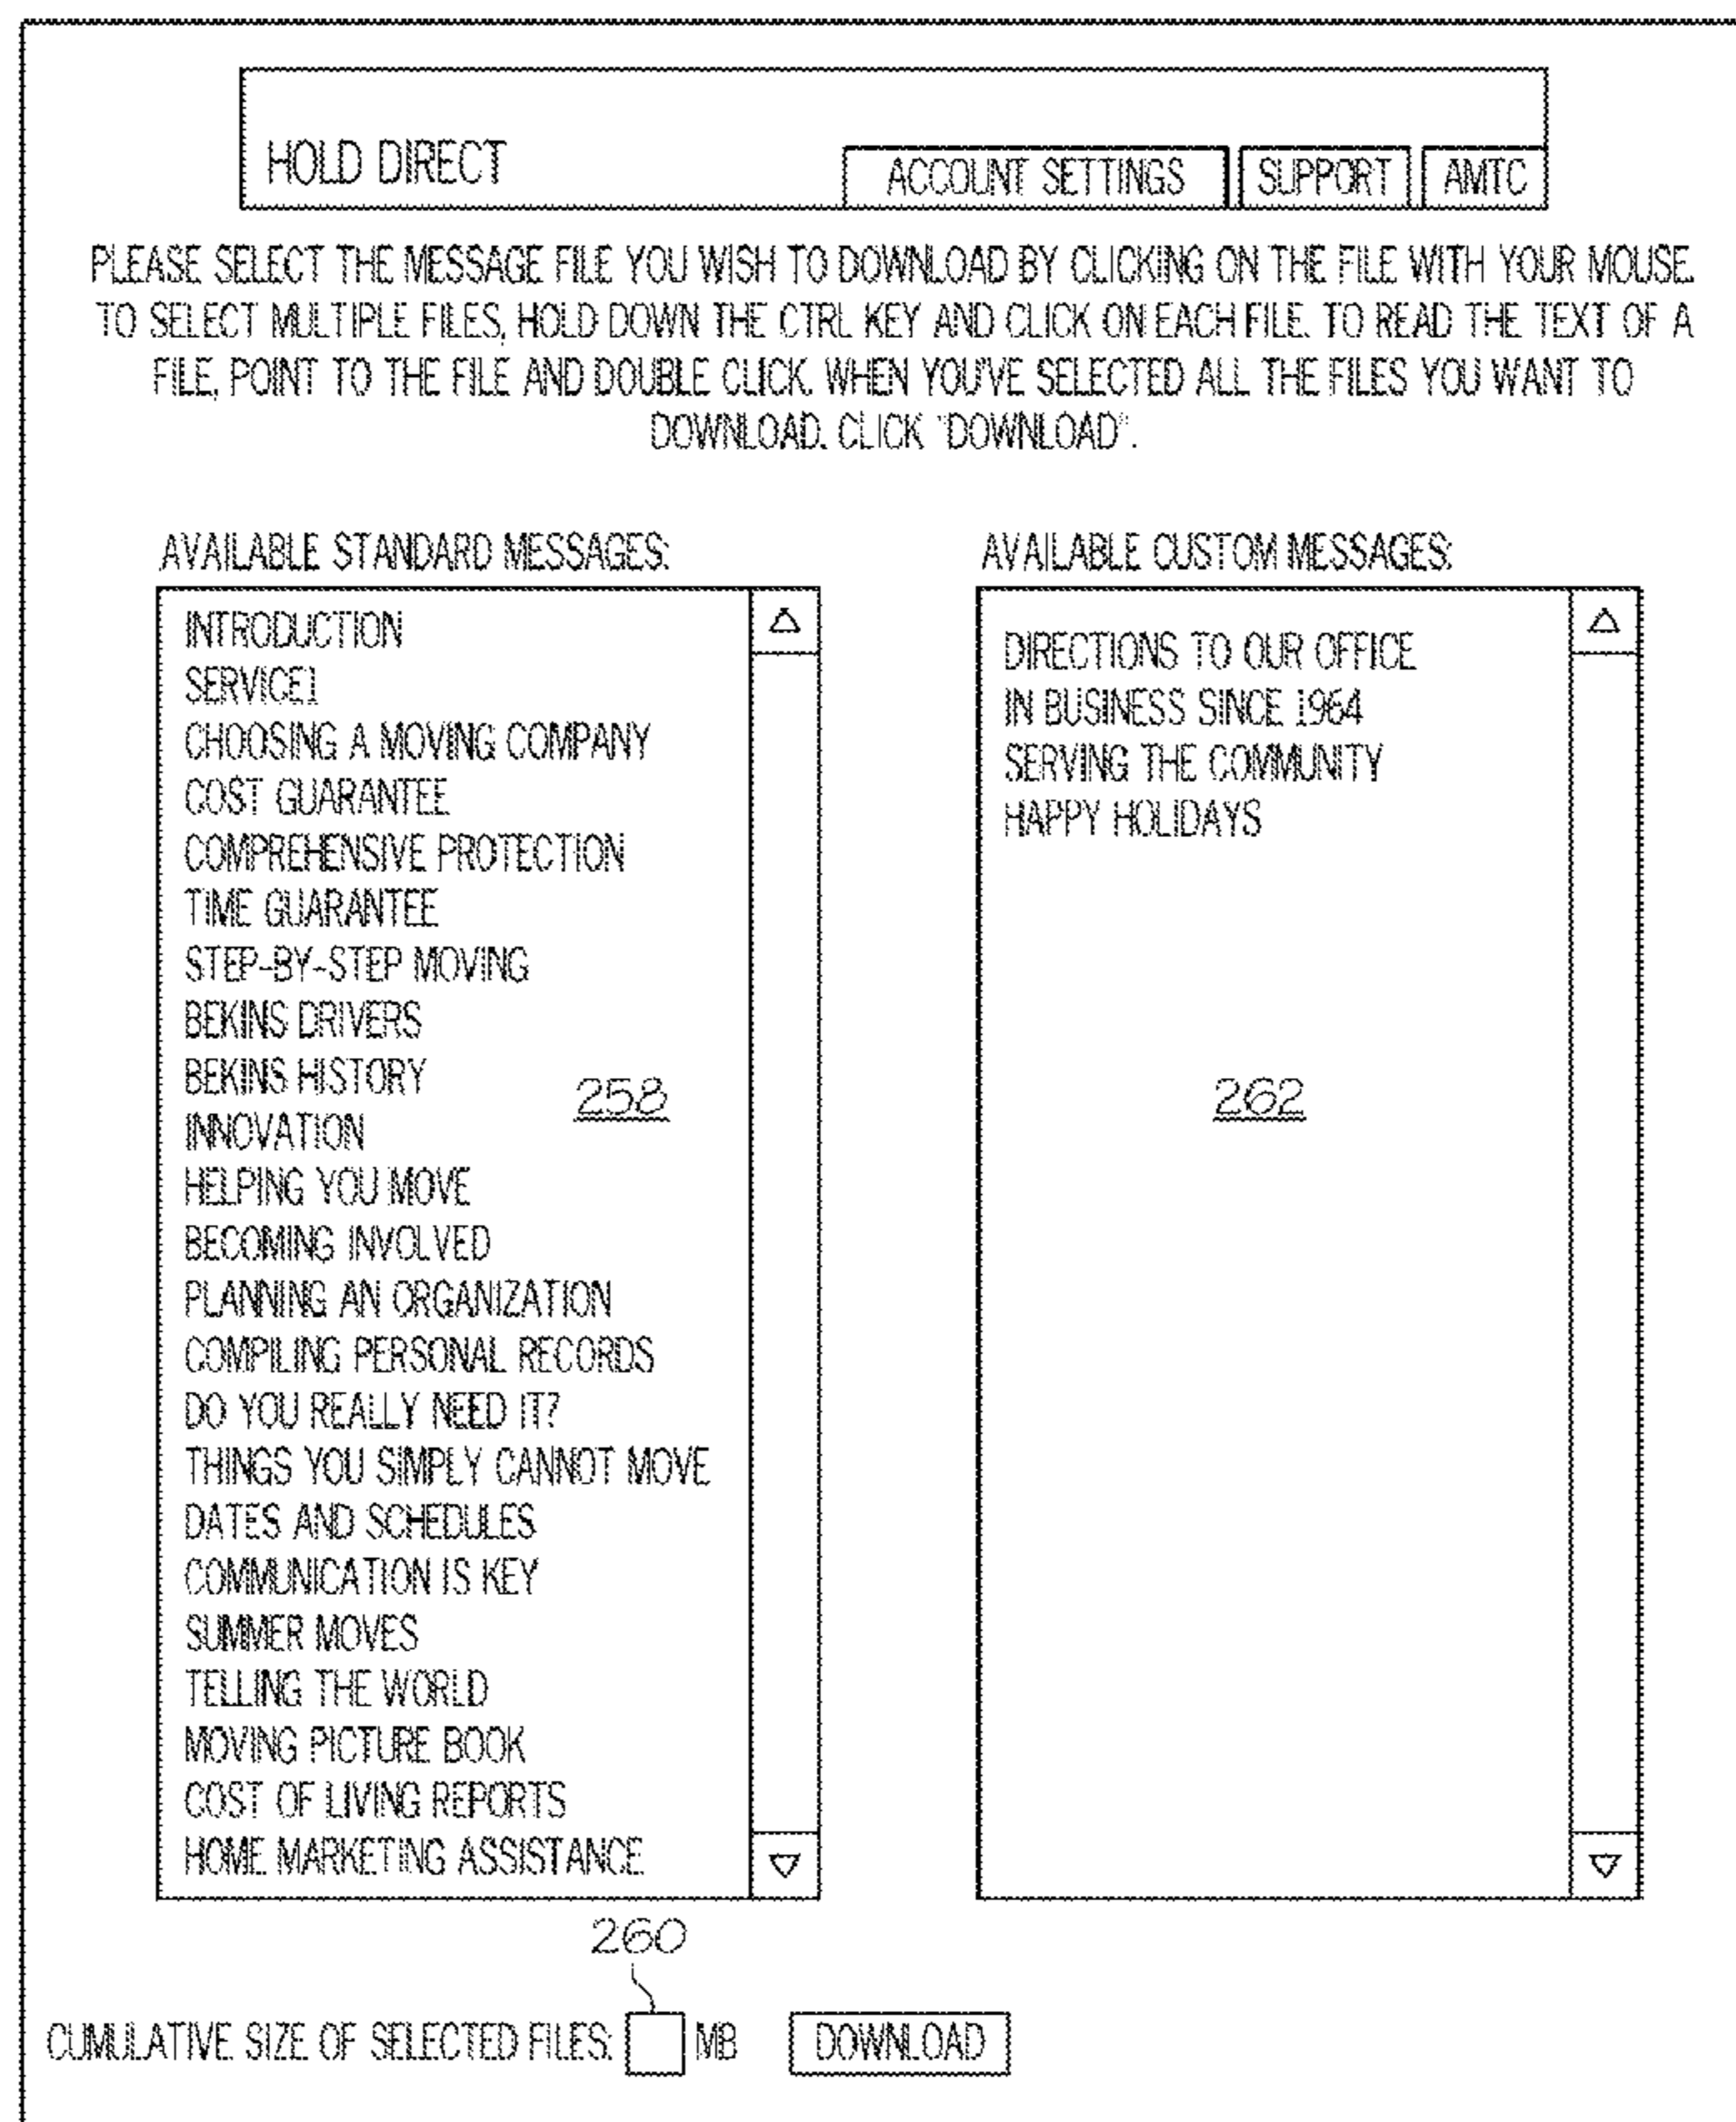 HOLD DIRECT
ACCOUNT SETTINGS
SUPPORT
AMTC
PLEASE SELECT THE MESSAGE FILE YOU WISH TO DOWNLOAD BY CLICKING ON THE FILE WITH YOUR MOUSE.
TO SELECT MULTIPLE FILES, HOLD DOWN THE CTRL KEY AND CLICK ON EACH FILE. TO READ THE TEXT OF A
FILE, POINT TO THE FILE AND DOUBLE CLICK. WHEN YOU'VE SELECTED ALL THE FILES YOU WANT TO
DOWNLOAD. CLICK "DOWNLOAD".
AVAILABLE STANDARD MESSAGES:
INTRODUCTION
SERVICE1
CHOOSING A MOVING COMPANY
COST GUARANTEE
COMPREHENSIVE PROTECTION
TIME GUARANTEE
STEP-BY-STEP MOVING
BEKINS DRIVERS
BEKINS HISTORY
258
INNOVATION
HELPING YOU MOVE
BECOMING INVOLVED
PLANNING AN ORGANIZATION
COMPILING PERSONAL RECORDS
DO YOU REALLY NEED IT?
THINGS YOU SIMPLY CANNOT MOVE
DATES AND SCHEDULES
COMMUNICATION IS KEY
SUMMER MOVES
TELLING THE WORLD
MOVING PICTURE BOOK
COST OF LIVING REPORTS
HOME MARKETING ASSISTANCE
AVAILABLE CUSTOM MESSAGES:
DIRECTIONS TO OUR OFFICE
IN BUSINESS SINCE 1964
SERVING THE COMMUNITY
HAPPY HOLIDAYS
262
260
CUMULATIVE SIZE OF SELECTED FILES: MB
DOWNLOAD